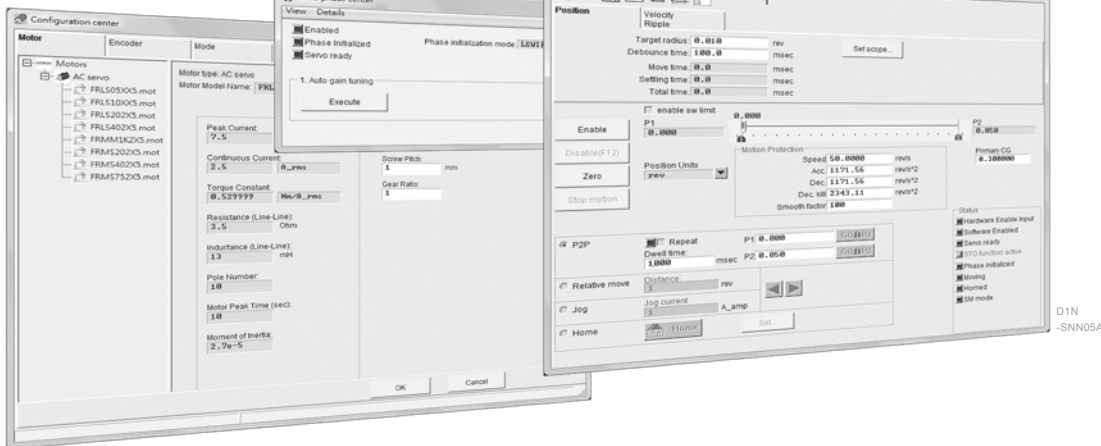 Configuration center
Motor
Encoder
Mode
Motors
AC servo
FRLS05XX5.mot
FRLS10XX5.mot
FRLS202X5.mot
FRLS402X5.mot
FRMM1K2X5.mot
FRMS202X5.mot
FRMS402X5.mot
FRMS752X5.mot
Motor type: AC servo
Motor Model Name: FRL
Peak Current:
7.5
Continuous Current:
2.5 A_rms
Torque Constant:
0.529999 Nm/A_rms
Resistance (Line-Line):
3.5 Ohm
Inductance (Line-Line):
13 mH
Pole Number:
10
Motor Peak Time (sec):
10
Moment of Inertia:
2.7e-5
Screw Pitch:
1 mm
Gear Ratio:
1
OK Cancel
View Details
Enabled
Phase Initialized
Servo ready
Phase initialization mode:
1. Auto gain tuning
Execute
Position
Velocity
Ripple
Target radius: 0.010 rev
Debounce time: 100.0 msec
Move time: 0.0 msec
Settling time: 0.0 msec
Total time: 0.0 msec
Set scope...
enable sw limit
P1
0.000
0.000
P2
0.050
Enable
Disable(F12)
Zero
Stop motion
Position Units
rev
Motion Protection
Speed 50.0000 rev/s
Acc. 1171.56 rev/s^2
Dec. 1171.56 rev/s^2
Dec. kill 2343.11 rev/s^2
Smooth factor 100
Primary CG
0.300000
P2P
Repeat
Dwell time:
1,000 msec
P1 0.000 GO P1
P2 0.050 GO P2
Relative move
Distance:
1 rev
Jog
Jog current
1 A_amp
Home
Home
Set...
Status
Hardware Enable Input
Software Enabled
Servo ready
STO function active
Phase Initialized
Moving
Homed
SM mode
D1N
-SNN05A